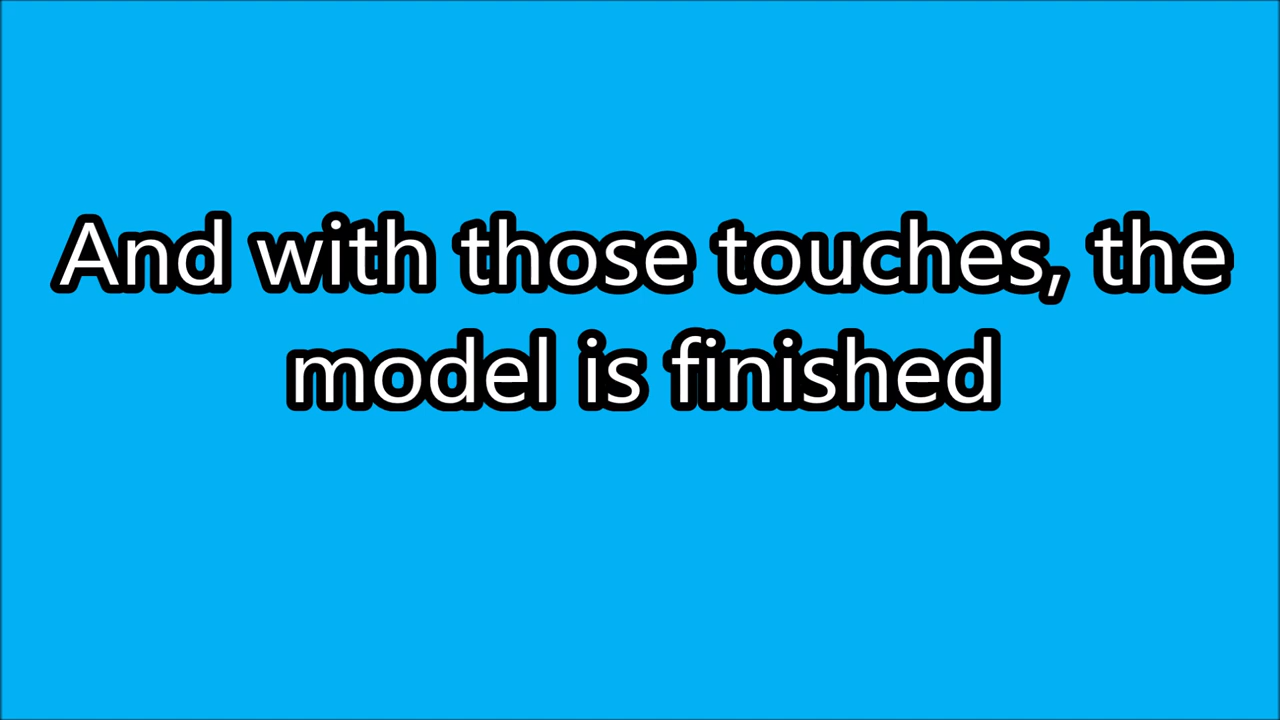 And with those touches, the
model is finished